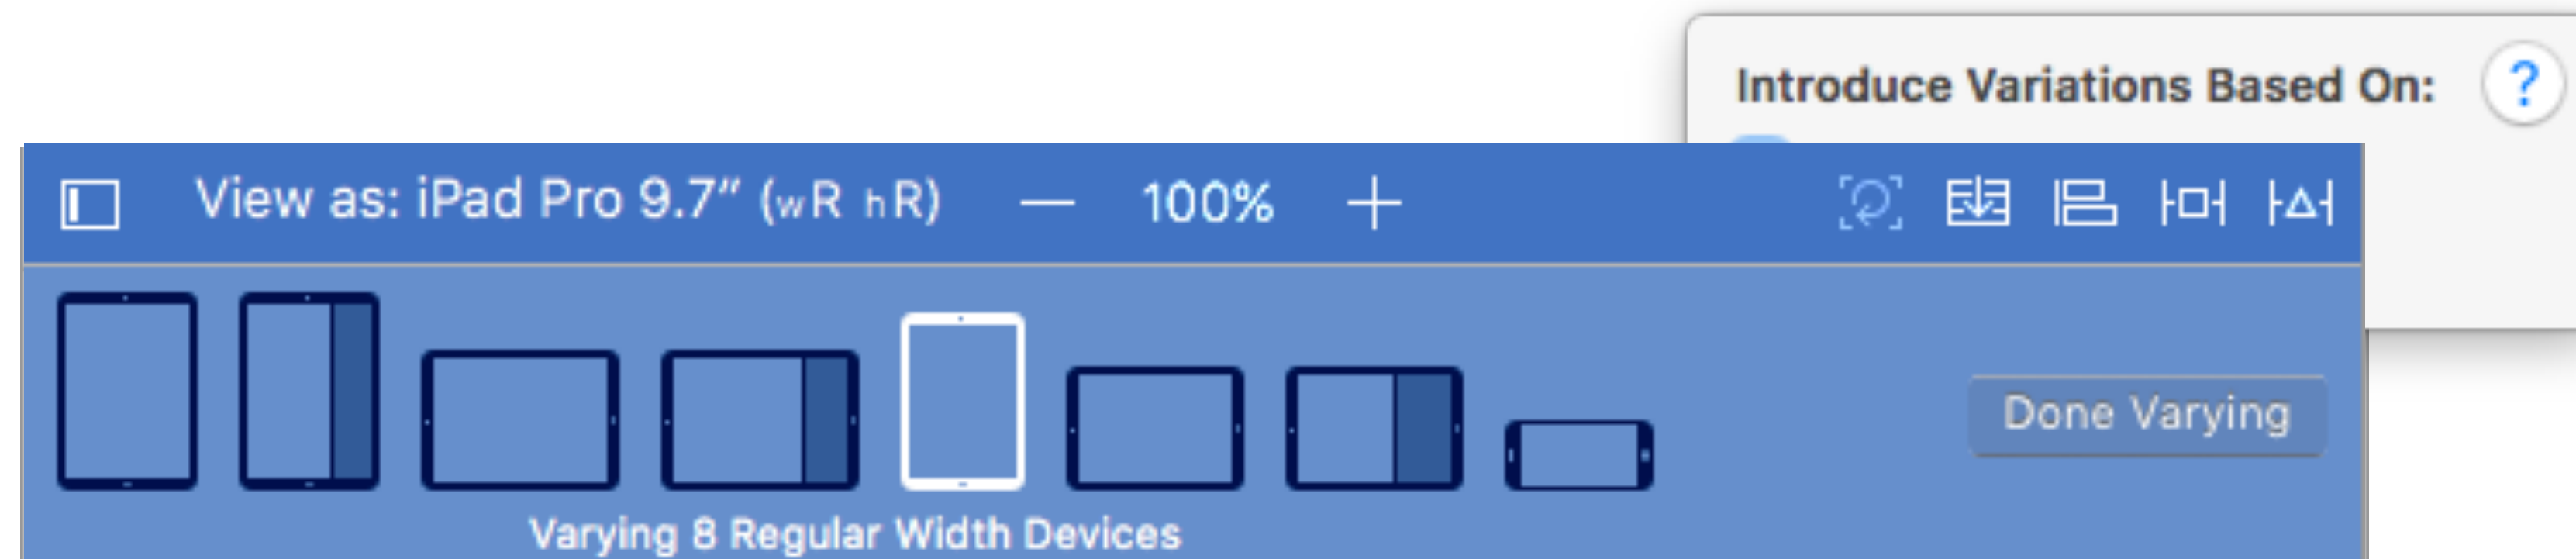 Introduce Variations Based On: ?
View as: iPad Pro 9.7" (wR hR) — 100% +
Done Varying
Varying 8 Regular Width Devices